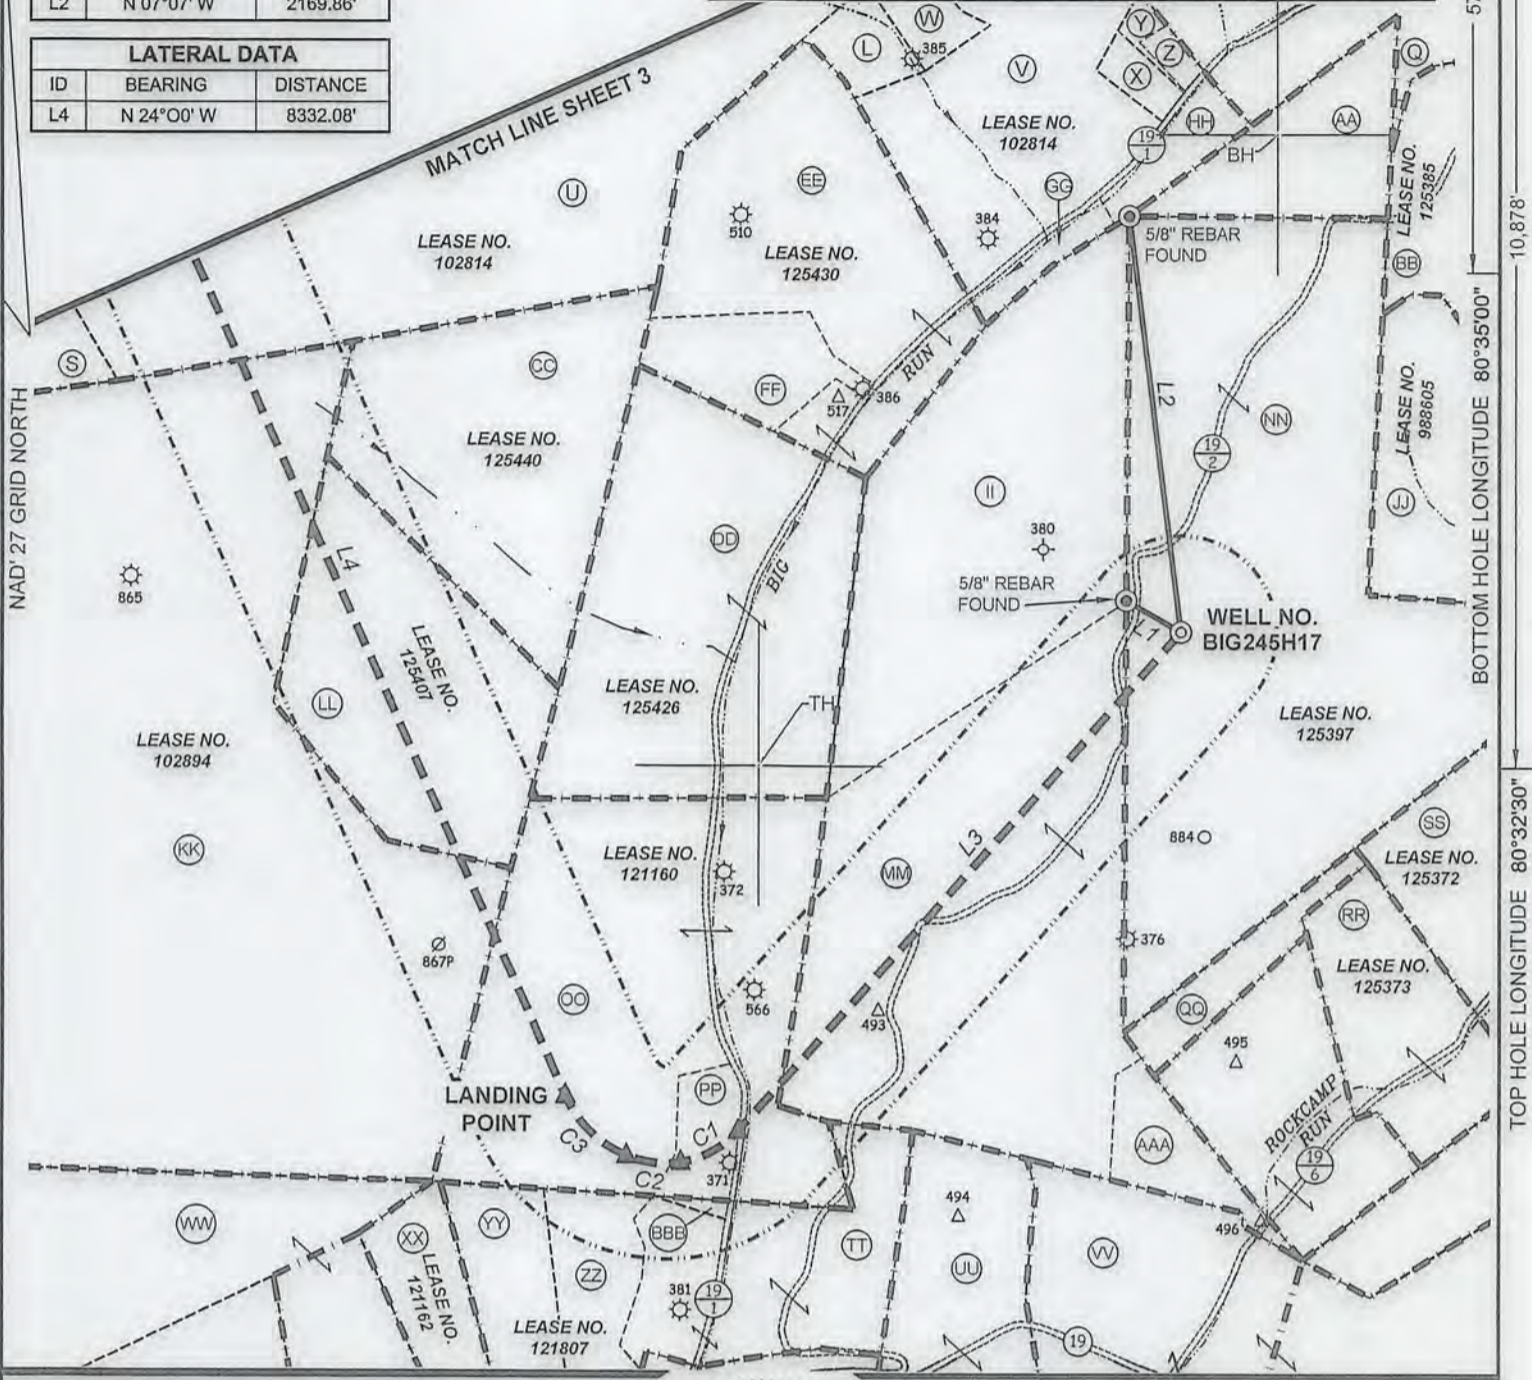 L2 N 07°07' W 2169.86'
LATERAL DATA
ID BEARING DISTANCE
L4 N 24°O0' W 8332.08'
MATCH LINE SHEET 3
NAD' 27 GRID NORTH
57
10,878'
BOTTOM HOLE LONGITUDE 80°35'00"
TOP HOLE LONGITUDE 80°32'30"
W
L
385
V
Y
Z
X
Q
LEASE NO.
102814
19
1
HH
AA
BH
LEASE NO.
125385
U
EE
GG
510
384
LEASE NO.
102814
LEASE NO.
125430
5/8" REBAR
FOUND
BB
S
CC
FF
517
386
RUN
L2
NN
LEASE NO.
988605
LEASE NO.
125440
19
2
II
JJ
DD
380
BIG
L4
865
5/8" REBAR
FOUND
WELL NO.
BIG245H17
L1
LEASE NO.
125407
LL
LEASE NO.
125426
TH
LEASE NO.
125397
LEASE NO.
102894
KK
LEASE NO.
121160
372
MM
L3
884
SS
LEASE NO.
125372
RR
376
867P
OO
566
493
LEASE NO.
125373
QQ
495
LANDING
POINT
PP
C1
C3
C2
371
ROCKCAMP
RUN
AAA
19
6
WW
XX
YY
BBB
494
496
TT
UU
VV
ZZ
LEASE NO.
121162
381
19
1
LEASE NO.
121807
19